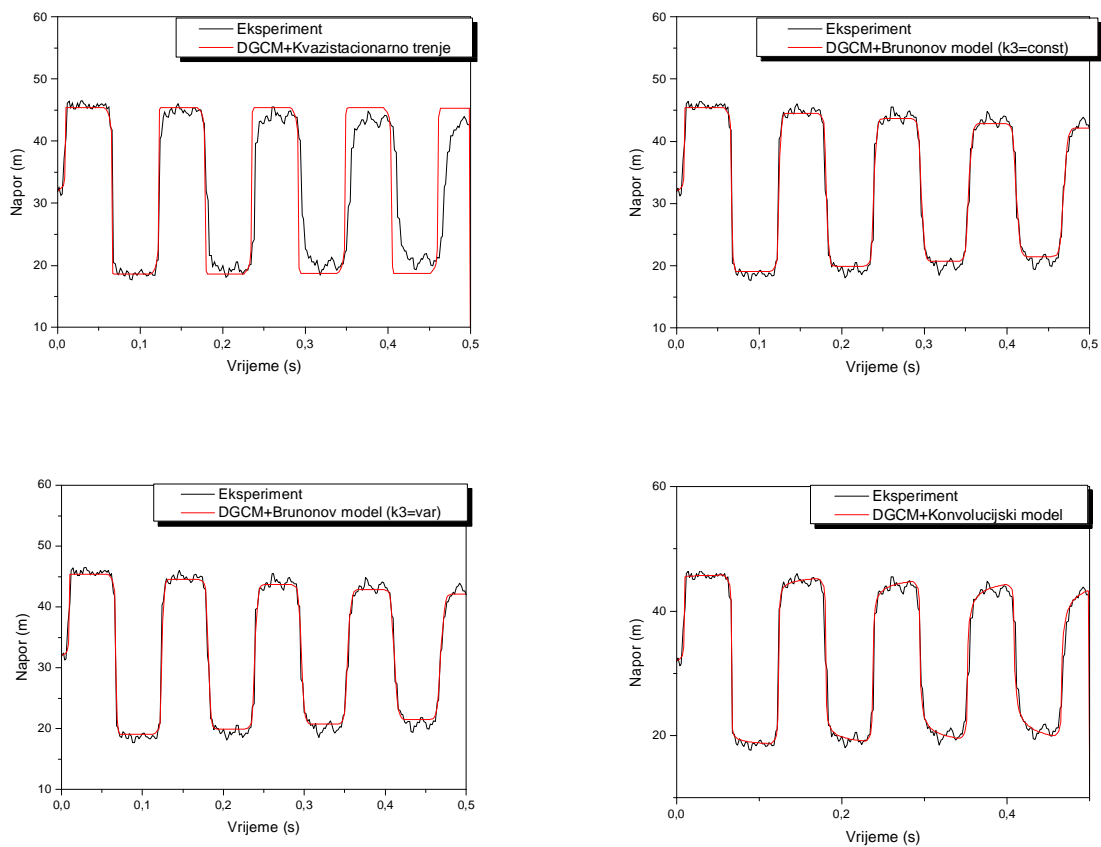 60
50
40
30
20
10
Napor (m)
Eksperiment
DGCM+Kvazistacionarno trenje
0,0
0,1
0,2
0,3
0,4
0,5
Vrijeme (s)
60
50
40
30
20
10
Napor (m)
Eksperiment
DGCM+Brunonov model (k3=const)
0,0
0,1
0,2
0,3
0,4
0,5
Vrijeme (s)
60
50
40
30
20
10
Napor (m)
Eksperiment
DGCM+Brunonov model (k3=var)
0,0
0,1
0,2
0,3
0,4
0,5
Vrijeme (s)
60
40
20
Napor (m)
Eksperiment
DGCM+Konvolucijski model
0,0
0,2
0,4
Vrijeme (s)